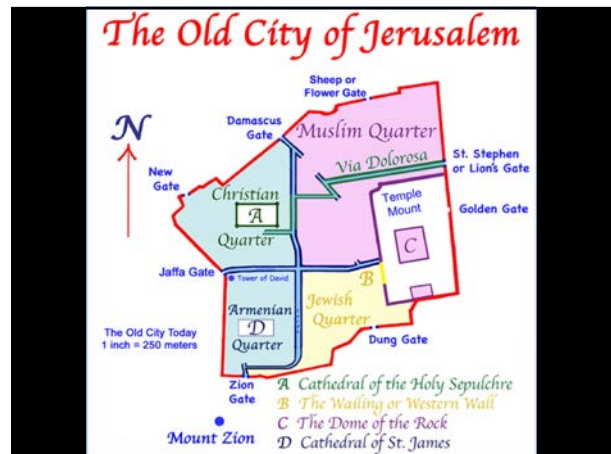 The Old City of Jerusalem
Sheep or
Flower Gate
N
Damascus
Gate
Muslim Quarter
Via Dolorosa
St. Stephen
or Lion's Gate
New
Gate
Christian
A
Quarter
Temple
Mount
Golden Gate
C
Jaffa Gate
Tower of David
B
Armenian
D
Quarter
Jewish
Quarter
The Old City Today
1 inch = 250 meters
Dung Gate
Zion
Gate
Mount Zion
A Cathedral of the Holy Sepulchre
B The Wailing or Western Wall
C The Dome of the Rock
D Cathedral of St. James